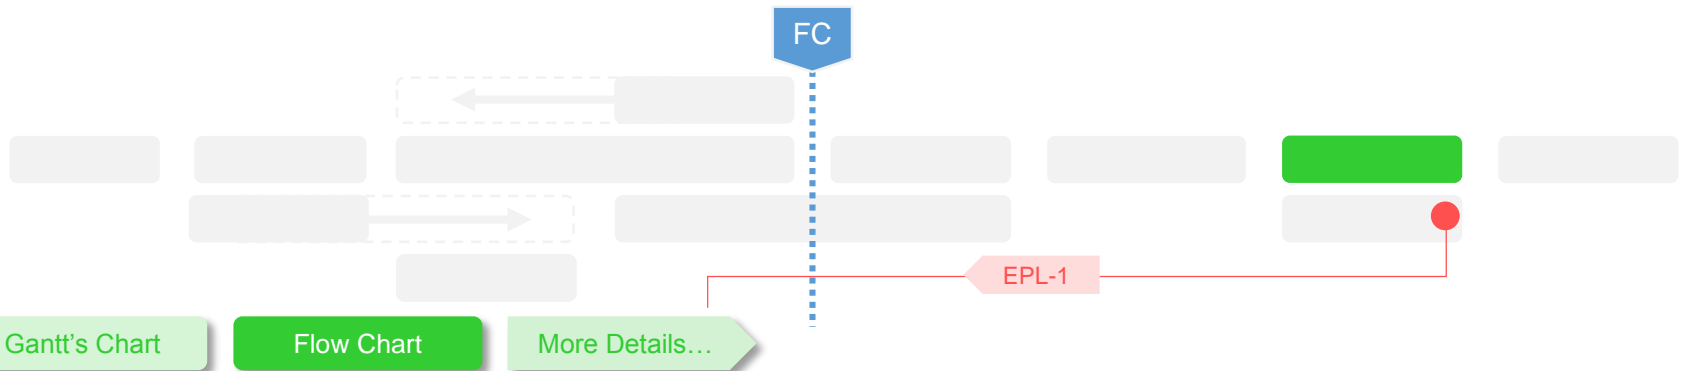 FC
EPL-1
Gantt's Chart
Flow Chart
More Details…